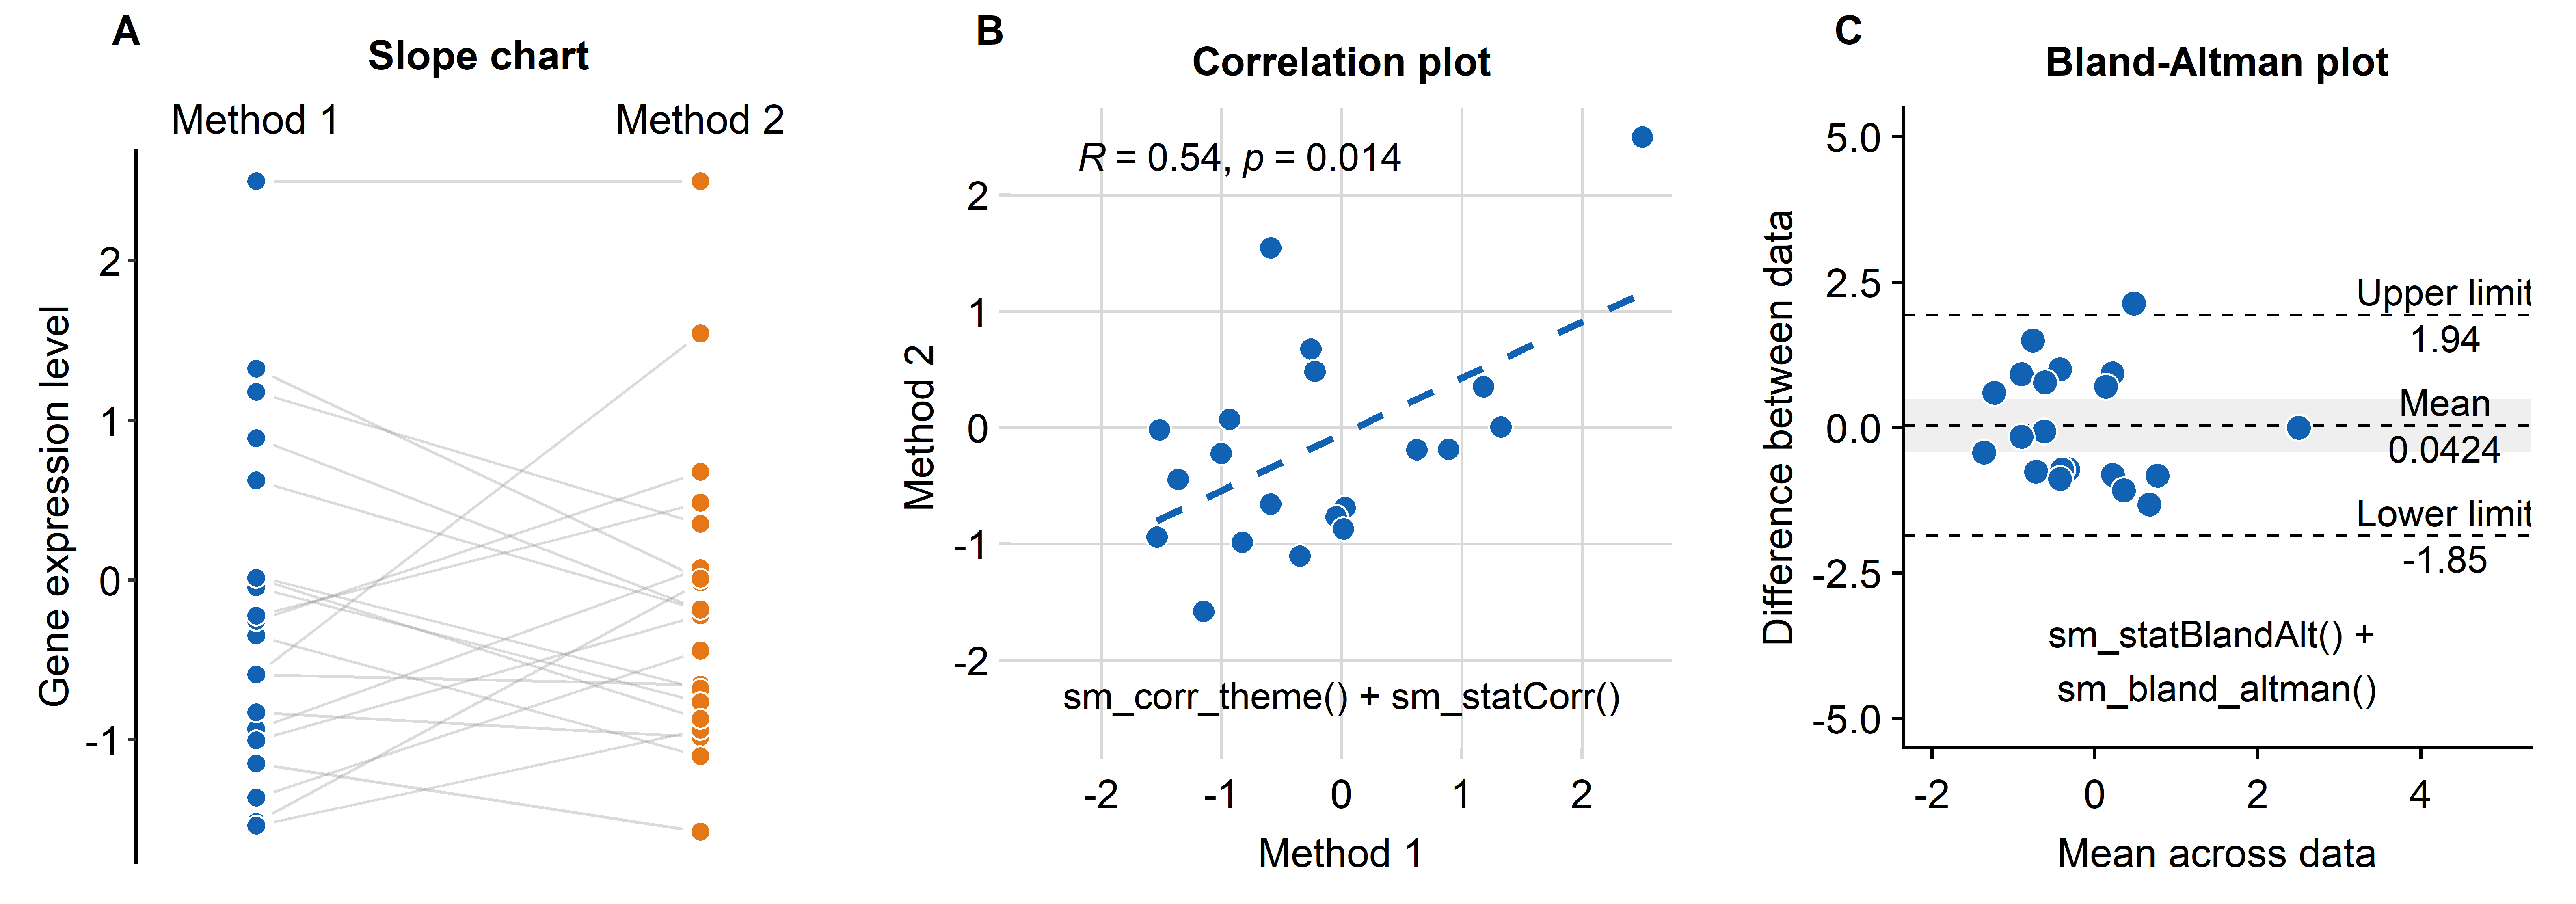 A
Slope chart
Method 1
Method 2
Gene expression level
2
1
0
-1
B
Correlation plot
R = 0.54, p = 0.014
Method 2
2
1
0
-1
-2
sm_corr_theme() + sm_statCorr()
-2
-1
0
1
2
Method 1
C
Bland-Altman plot
Difference between data
5.0
2.5
0.0
-2.5
-5.0
Upper limit
1.94
Mean
0.0424
Lower limit
-1.85
sm_statBlandAlt() +
sm_bland_altman()
-2
0
2
4
Mean across data